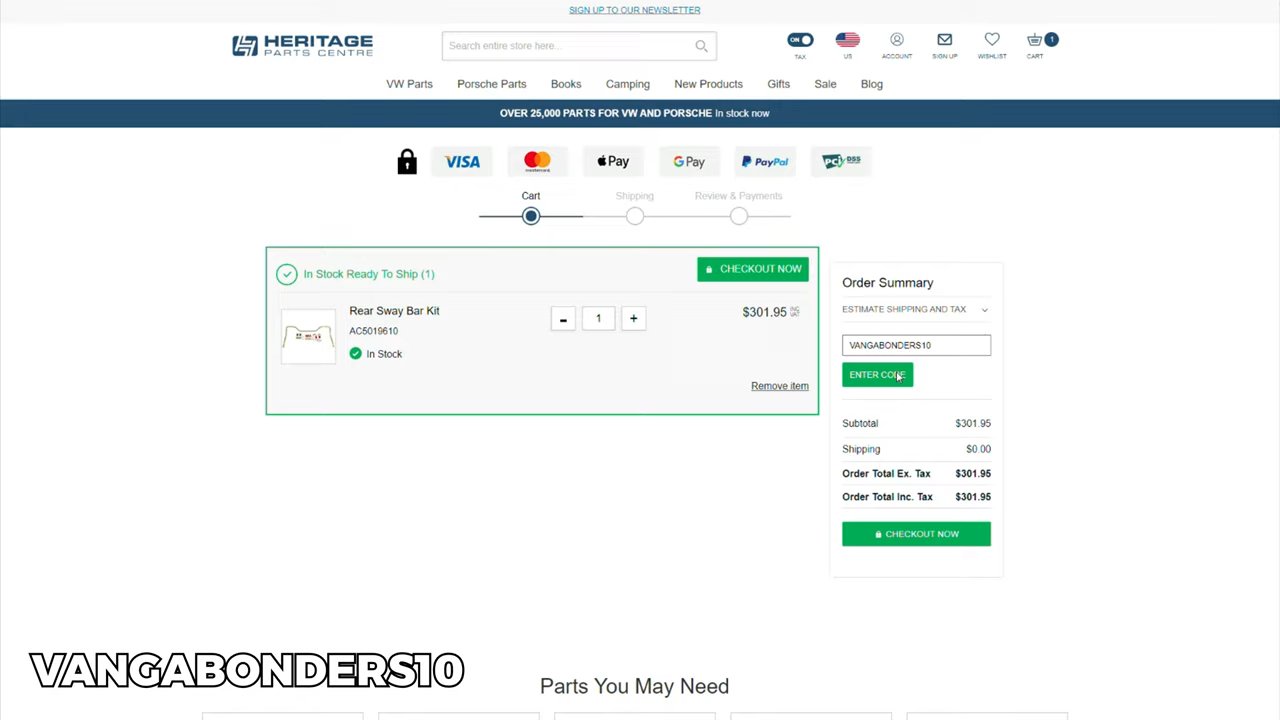 SIGN UP TO OUR NEWSLETTER
HERITAGE
PARTS CENTRE
Search entire store here...
ON
TAX
US
ACCOUNT
SIGN UP
WISHLIST
1
CART
VW Parts
Porsche Parts
Books
Camping
New Products
Gifts
Sale
Blog
OVER 25,000 PARTS FOR VW AND PORSCHE In stock now
VISA
mastercard
Pay
G Pay
PayPal
PCI DSS
Cart
Shipping
Review & Payments
In Stock Ready To Ship (1)
CHECKOUT NOW
Rear Sway Bar Kit
AC5019610
In Stock
- 1 +
$301.95
Remove item
Order Summary
ESTIMATE SHIPPING AND TAX
VANGABONDERS10
ENTER CODE
Subtotal $301.95
Shipping $0.00
Order Total Ex. Tax $301.95
Order Total Inc. Tax $301.95
CHECKOUT NOW
VANGABONDERS10
Parts You May Need